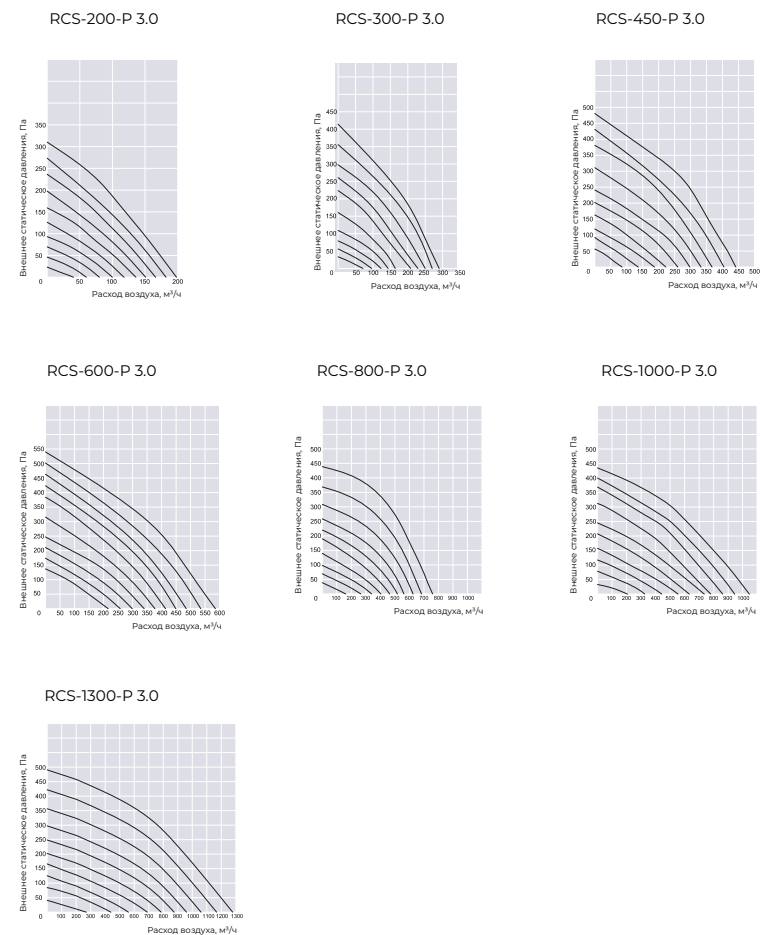 RCS-200-P 3.0
Внешнее статическое давления, Па
350
300
250
200
150
100
50
0
50 100 150 200
Расход воздуха, м³/ч
RCS-300-P 3.0
Внешнее статическое давления, Па
450
400
350
300
250
200
150
100
50
0
50 100 150 200 250 300 350
Расход воздуха, м³/ч
RCS-450-P 3.0
Внешнее статическое давления, Па
500
450
400
350
300
250
200
150
100
50
0
50 100 150 200 250 300 350 400 450 500
Расход воздуха, м³/ч
RCS-600-P 3.0
Внешнее статическое давления, Па
550
500
450
400
350
300
250
200
150
100
50
0
50 100 150 200 250 300 350 400 450 500 550 600
Расход воздуха, м³/ч
RCS-800-P 3.0
Внешнее статическое давления, Па
500
450
400
350
300
250
200
150
100
50
0
100 200 300 400 500 600 700 800 900 1000
Расход воздуха, м³/ч
RCS-1000-P 3.0
Внешнее статическое давления, Па
500
450
400
350
300
250
200
150
100
50
0
100 200 300 400 500 600 700 800 900 1000
Расход воздуха, м³/ч
RCS-1300-P 3.0
Внешнее статическое давления, Па
500
450
400
350
300
250
200
150
100
50
0
100 200 300 400 500 600 700 800 900 1000 1100 1200 1300
Расход воздуха, м³/ч